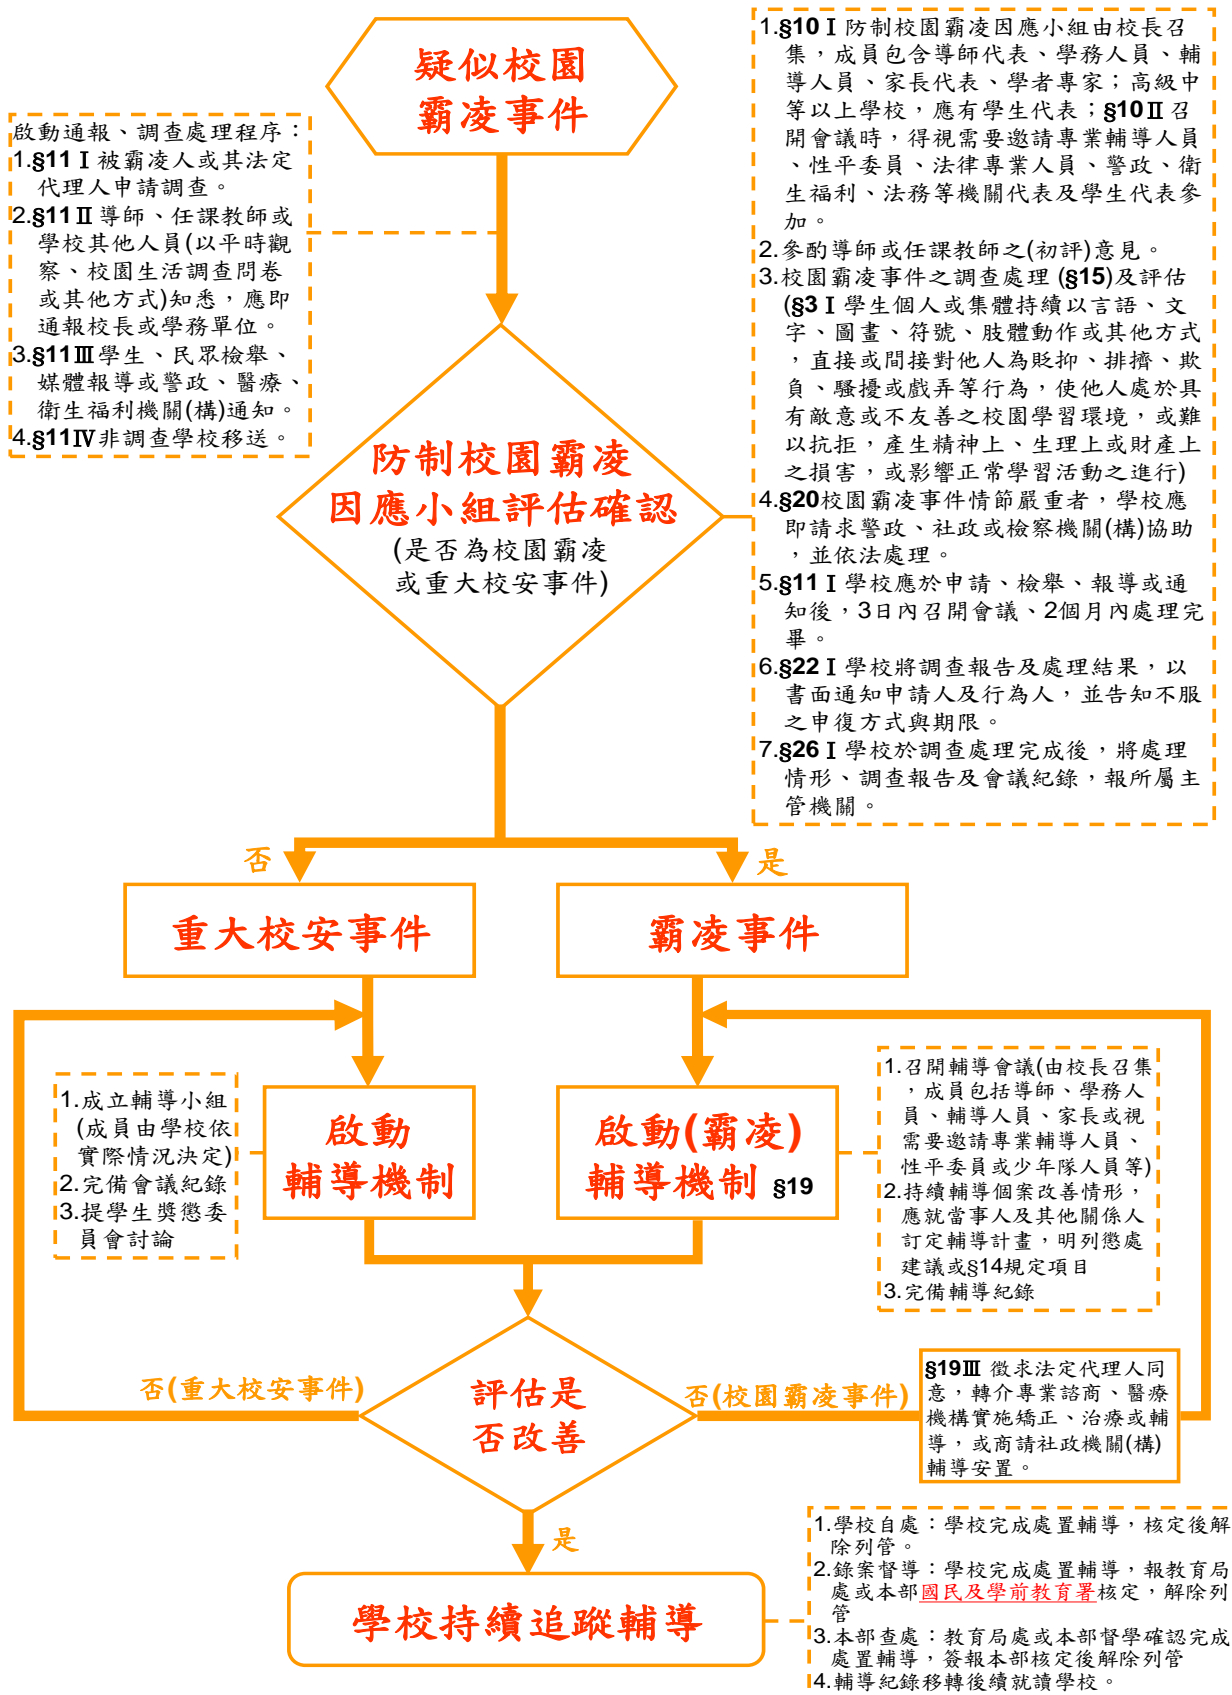 疑似校園
霸凌事件
啟動通報、調查處理程序：
1.§11Ⅰ被霸凌人或其法定
代理人申請調查。
2.§11Ⅱ導師、任課教師或
學校其他人員(以平時觀
察、校園生活調查問卷
或其他方式)知悉，應即
通報校長或學務單位。
3.§11Ⅲ學生、民眾檢舉、
媒體報導或警政、醫療、
衛生福利機關(構)通知。
4.§11Ⅳ非調查學校移送。
1.§10Ⅰ防制校園霸凌因應小組由校長召
集，成員包含導師代表、學務人員、輔
導人員、家長代表、學者專家；高級中
等以上學校，應有學生代表；§10Ⅱ召
開會議時，得視需要邀請專業輔導人員
、性平委員、法律專業人員、警政、衛
生福利、法務等機關代表及學生代表參
加。
2.參酌導師或任課教師之(初評)意見。
3.校園霸凌事件之調查處理 (§15)及評估
(§3Ⅰ學生個人或集體持續以言語、文
字、圖畫、符號、肢體動作或其他方式
，直接或間接對他人為貶抑、排擠、欺
負、騷擾或戲弄等行為，使他人處於具
有敵意或不友善之校園學習環境，或難
以抗拒，產生精神上、生理上或財產上
之損害，或影響正常學習活動之進行)
4.§20校園霸凌事件情節嚴重者，學校應
即請求警政、社政或檢察機關(構)協助
，並依法處理。
5.§11Ⅰ學校應於申請、檢舉、報導或通
知後，3日內召開會議、2個月內處理完
畢。
6.§22Ⅰ學校將調查報告及處理結果，以
書面通知申請人及行為人，並告知不服
之申復方式與期限。
7.§26Ⅰ學校於調查處理完成後，將處理
情形、調查報告及會議紀錄，報所屬主
管機關。
防制校園霸凌
因應小組評估確認
(是否為校園霸凌
或重大校安事件)
否
是
重大校安事件
霸凌事件
1.成立輔導小組
(成員由學校依
實際情況決定)
2.完備會議紀錄
3.提學生獎懲委
員會討論
啟動
輔導機制
啟動(霸凌)
輔導機制 §19
1.召開輔導會議(由校長召集
，成員包括導師、學務人
員、輔導人員、家長或視
需要邀請專業輔導人員、
性平委員或少年隊人員等)
2.持續輔導個案改善情形，
應就當事人及其他關係人
訂定輔導計畫，明列懲處
建議或§14規定項目
3.完備輔導紀錄
否(重大校安事件)
評估是
否改善
否(校園霸凌事件)
§19Ⅲ 徵求法定代理人同
意，轉介專業諮商、醫療
機構實施矯正、治療或輔
導，或商請社政機關(構)
輔導安置。
是
學校持續追蹤輔導
1.學校自處：學校完成處置輔導，核定後解
除列管。
2.錄案督導：學校完成處置輔導，報教育局
處或本部國民及學前教育署核定，解除列
管
3.本部查處：教育局處或本部督學確認完成
處置輔導，簽報本部核定後解除列管
4.輔導紀錄移轉後續就讀學校。